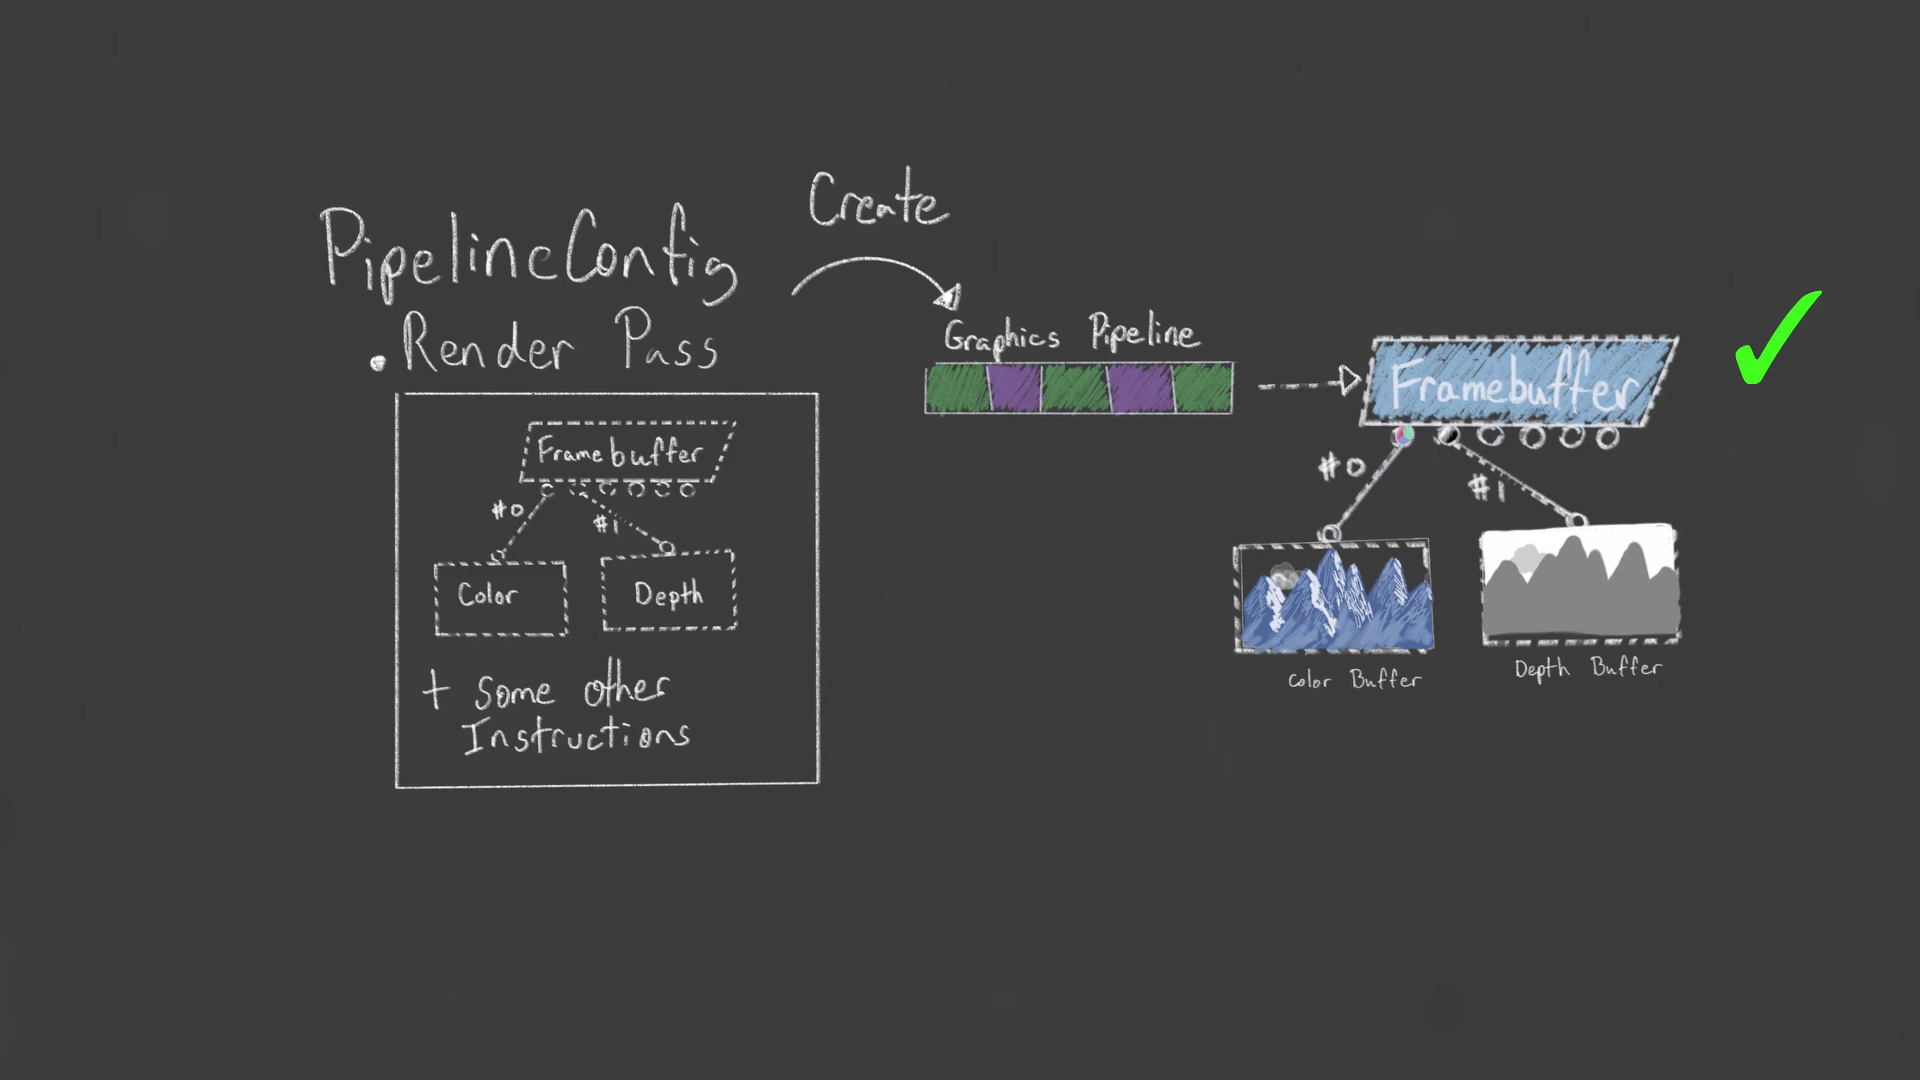 Create
PipelineConfig
. Render Pass
Graphics Pipeline
Framebuffer
Framebuffer
#0
#1
#0
#1
Color
Depth
Color Buffer
Depth Buffer
+ some other
Instructions